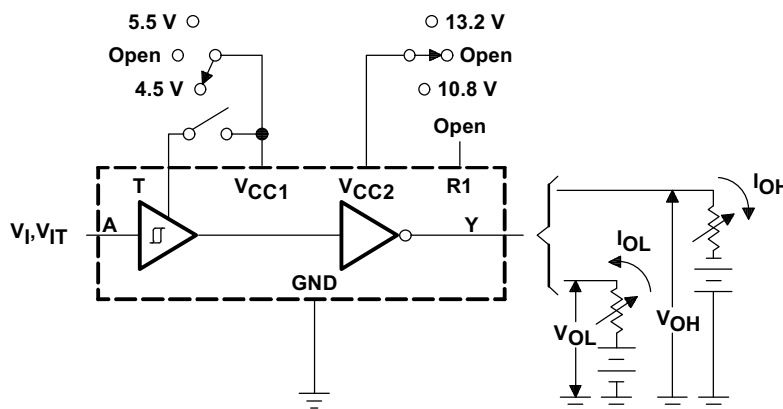 5.5 V
13.2 V
Open
Open
4.5 V
10.8 V
Open
T
VCC1
VCC2
R1
VI,VIT
A
Y
GND
IOH
IOL
VOL
VOH